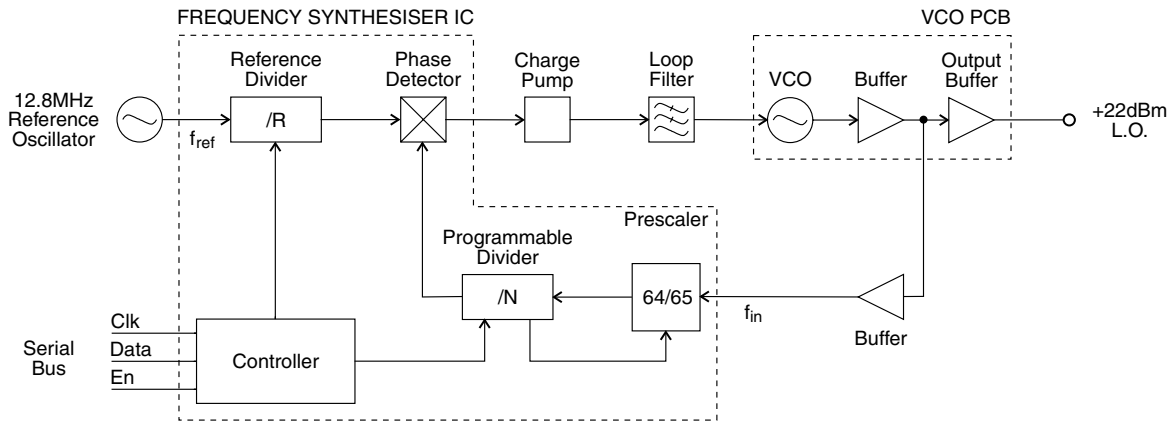 FREQUENCY SYNTHESISER IC
VCO PCB
Reference
Divider
Phase
Detector
Charge
Pump
Loop
Filter
VCO
Buffer
Output
Buffer
12.8MHz
Reference
Oscillator
fref
/R
+22dBm
L.O.
Prescaler
Programmable
Divider
/N
64/65
fin
Buffer
Serial
Bus
Clk
Data
En
Controller